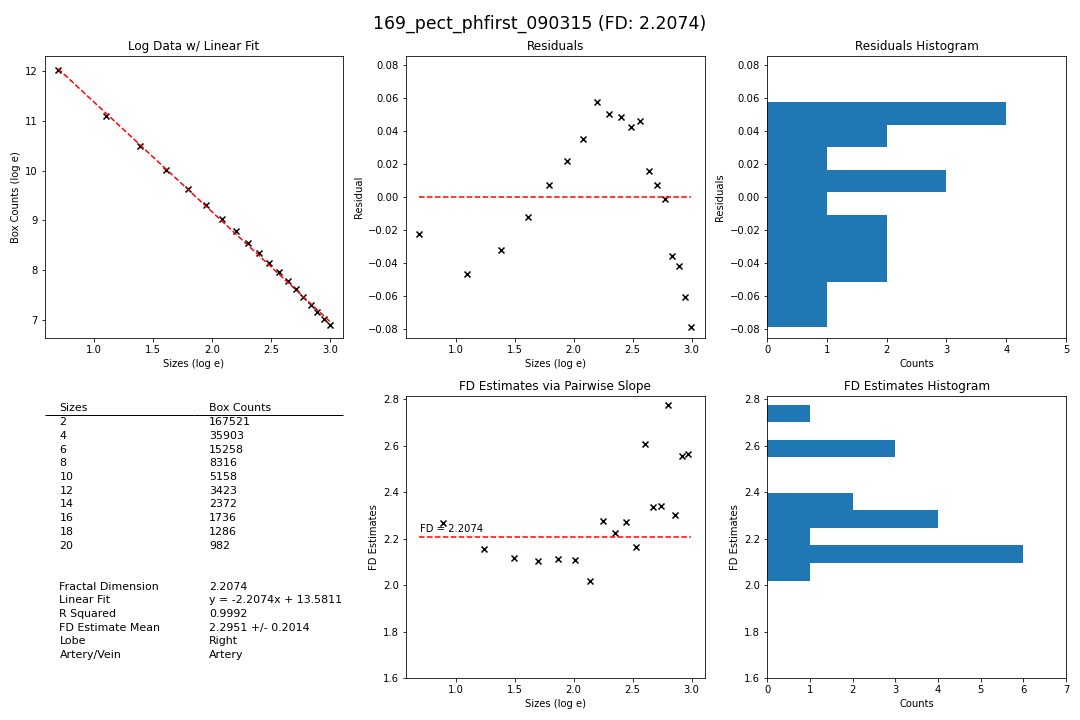 169_pect_phfirst_090315 (FD: 2.2074)
Log Data w/ Linear Fit
Box Counts (log e)
12
11
10
9
8
7
1.0 1.5 2.0 2.5 3.0
Sizes (log e)
Residuals
Residual
0.08
0.06
0.04
0.02
0.00
−0.02
−0.04
−0.06
−0.08
1.0 1.5 2.0 2.5 3.0
Sizes (log e)
Residuals Histogram
Residuals
0.08
0.06
0.04
0.02
0.00
−0.02
−0.04
−0.06
−0.08
0 1 2 3 4 5
Counts
Sizes Box Counts
2 167521
4 35903
6 15258
8 8316
10 5158
12 3423
14 2372
16 1736
18 1286
20 982
Fractal Dimension 2.2074
Linear Fit y = -2.2074x + 13.5811
R Squared 0.9992
FD Estimate Mean 2.2951 +/- 0.2014
Lobe Right
Artery/Vein Artery
FD Estimates via Pairwise Slope
FD Estimates
2.8
2.6
2.4
2.2
2.0
1.8
1.6
FD = 2.2074
1.0 1.5 2.0 2.5 3.0
Sizes (log e)
FD Estimates Histogram
FD Estimates
2.8
2.6
2.4
2.2
2.0
1.8
1.6
0 1 2 3 4 5 6 7
Counts